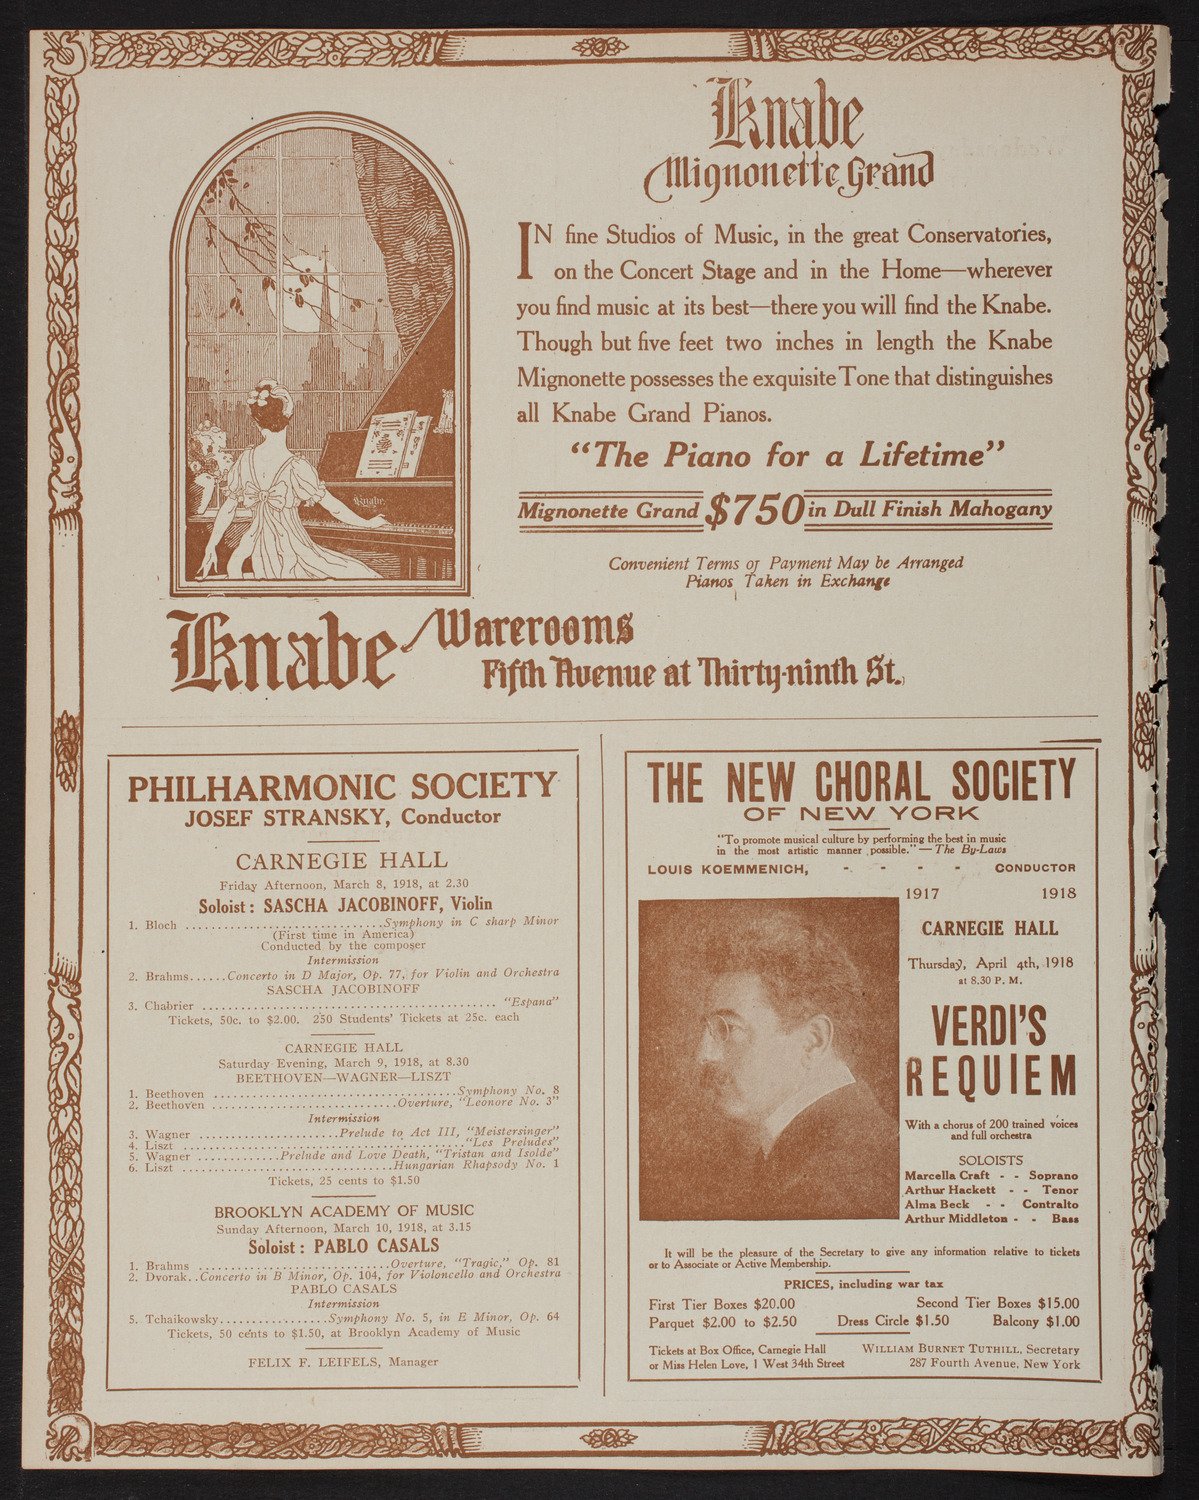 Knabe
Mignonette Grand
IN fine Studios of Music, in the great Conservatories,
on the Concert Stage and in the Home—wherever
you find music at its best—there you will find the Knabe.
Though but five feet two inches in length the Knabe
Mignonette possesses the exquisite Tone that distinguishes
all Knabe Grand Pianos.
"The Piano for a Lifetime"
Mignonette Grand $750 in Dull Finish Mahogany
Convenient Terms of Payment May be Arranged
Pianos Taken in Exchange
Knabe
Knabe Warerooms
Fifth Avenue at Thirty-ninth St.
PHILHARMONIC SOCIETY
JOSEF STRANSKY, Conductor
CARNEGIE HALL
Friday Afternoon, March 8, 1918, at 2.30
Soloist: SASCHA JACOBINOFF, Violin
1. Bloch ..............................Symphony in C sharp Minor
(First time in America)
Conducted by the composer
Intermission
2. Brahms......Concerto in D Major, Op. 77, for Violin and Orchestra
SASCHA JACOBINOFF
3. Chabrier ............................................. "Espana"
Tickets, 50c. to $2.00. 250 Students' Tickets at 25c. each
CARNEGIE HALL
Saturday Evening, March 9, 1918, at 8.30
BEETHOVEN—WAGNER—LISZT
1. Beethoven .....................................Symphony No. 8
2. Beethoven ............................Overture, "Leonore No. 3"
Intermission
3. Wagner ......................Prelude to Act III, "Meistersinger"
4. Liszt ..........................................."Les Preludes"
5. Wagner .............Prelude and Love Death, "Tristan and Isolde"
6. Liszt ................................Hungarian Rhapsody No. 1
Tickets, 25 cents to $1.50
BROOKLYN ACADEMY OF MUSIC
Sunday Afternoon, March 10, 1918, at 3.15
Soloist: PABLO CASALS
1. Brahms ..............................Overture, "Tragic," Op. 81
2. Dvorak..Concerto in B Minor, Op. 104, for Violoncello and Orchestra
PABLO CASALS
Intermission
5. Tchaikowsky.................Symphony No. 5, in E Minor, Op. 64
Tickets, 50 cents to $1.50, at Brooklyn Academy of Music
FELIX F. LEIFELS, Manager
THE NEW CHORAL SOCIETY
OF NEW YORK
"To promote musical culture by performing the best in music
in the most artistic manner possible."—The By-Laws
LOUIS KOEMMENICH, - - - - CONDUCTOR
1917 1918
CARNEGIE HALL
Thursday, April 4th, 1918
at 8.30 P. M.
VERDI'S
REQUIEM
With a chorus of 200 trained voices
and full orchestra
SOLOISTS
Marcella Craft - - Soprano
Arthur Hackett - - Tenor
Alma Beck - - Contralto
Arthur Middleton - - Bass
It will be the pleasure of the Secretary to give any information relative to tickets
or to Associate or Active Membership.
PRICES, including war tax
First Tier Boxes $20.00 Second Tier Boxes $15.00
Parquet $2.00 to $2.50 Dress Circle $1.50 Balcony $1.00
Tickets at Box Office, Carnegie Hall
or Miss Helen Love, 1 West 34th Street
WILLIAM BURNET TUTHILL, Secretary
287 Fourth Avenue, New York